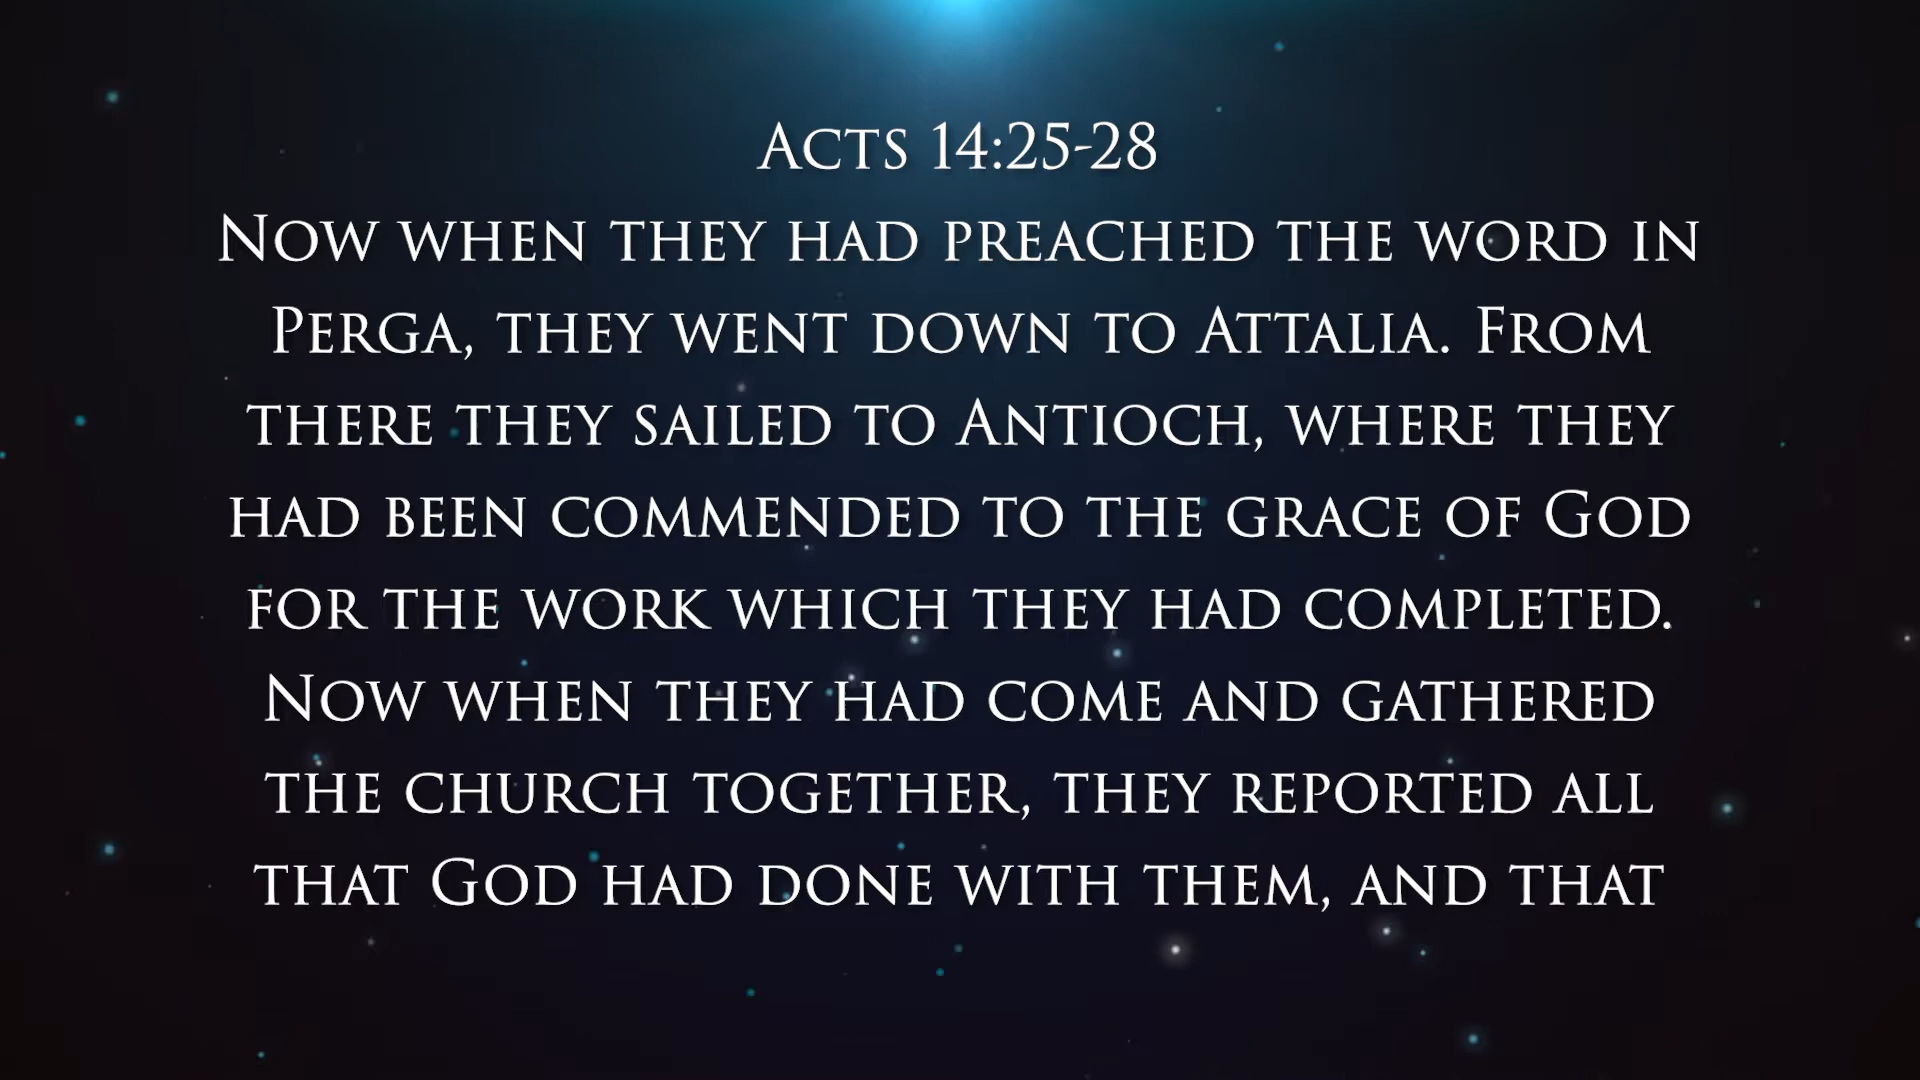 Acts 14:25-28
Now when they had preached the word in
Perga, they went down to Attalia. From
there they sailed to Antioch, where they
had been commended to the grace of God
for the work which they had completed.
Now when they had come and gathered
the church together, they reported all
that God had done with them, and that